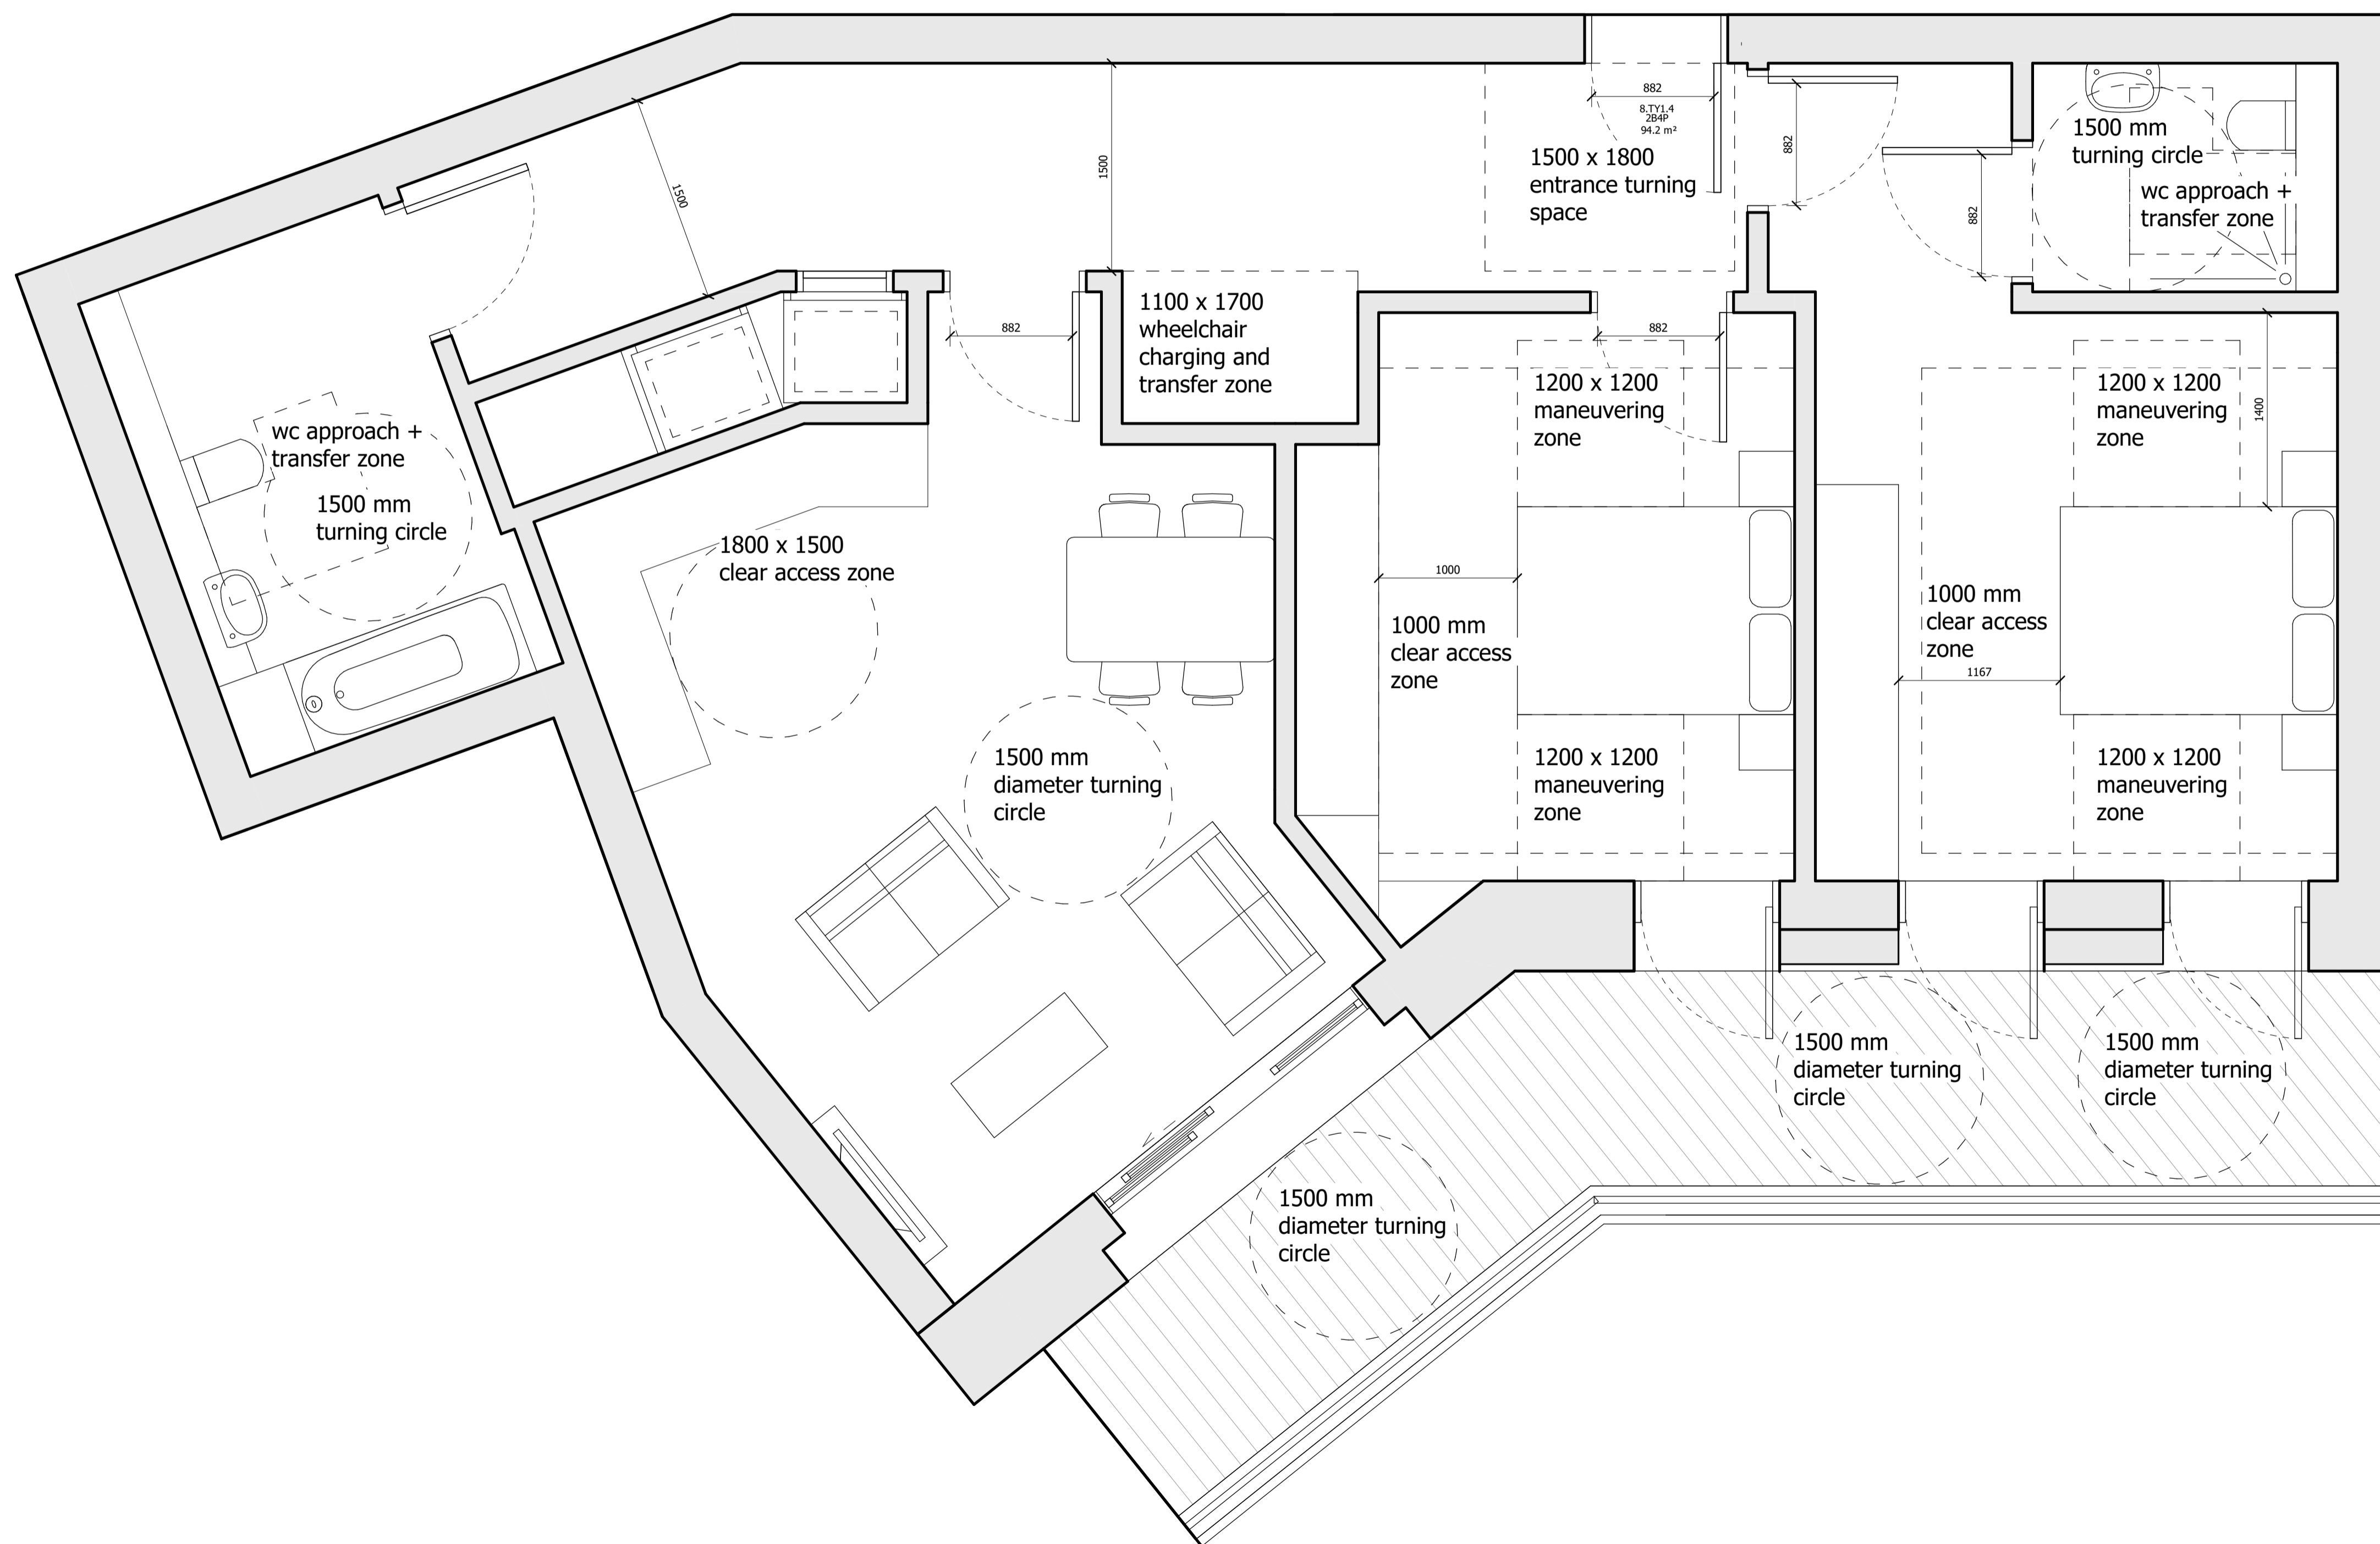 882
8.TY1.4
2B4P
94.2 m²
1500 x 1800
entrance turning
space
882
882
1500 mm
turning circle
wc approach +
transfer zone
1500
1500
882
1100 x 1700
wheelchair
charging and
transfer zone
882
1200 x 1200
maneuvering
zone
1200 x 1200
maneuvering
zone
1400
wc approach +
transfer zone
1500 mm
turning circle
1800 x 1500
clear access zone
1000
1000 mm
clear access
zone
1000 mm
clear access
zone
1167
1500 mm
diameter turning
circle
1200 x 1200
maneuvering
zone
1200 x 1200
maneuvering
zone
1500 mm
diameter turning
circle
1500 mm
diameter turning
circle
1500 mm
diameter turning
circle